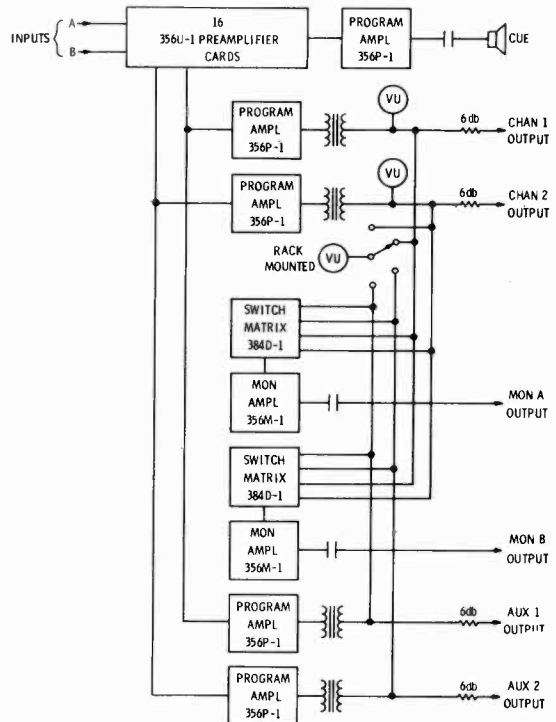 INPUTS
A
B
16
356U-1 PREAMPLIFIER
CARDS
PROGRAM
AMPL
356P-1
CUE
PROGRAM
AMPL
356P-1
VU
6db
CHAN 1
OUTPUT
PROGRAM
AMPL
356P-1
VU
6db
CHAN 2
OUTPUT
RACK
MOUNTED
VU
SWITCH
MATRIX
384D-1
MON
AMPL
356M-1
MON A
OUTPUT
SWITCH
MATRIX
384D-1
MON
AMPL
356M-1
MON B
OUTPUT
PROGRAM
AMPL
356P-1
6db
AUX 1
OUTPUT
PROGRAM
AMPL
356P-1
6db
AUX 2
OUTPUT